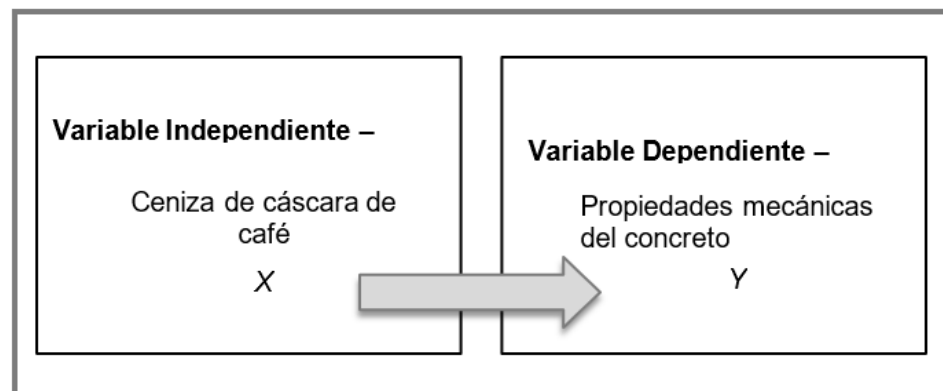 Variable Independiente –
Ceniza de cáscara de
café
X
Variable Dependiente –
Propiedades mecánicas
del concreto
Y